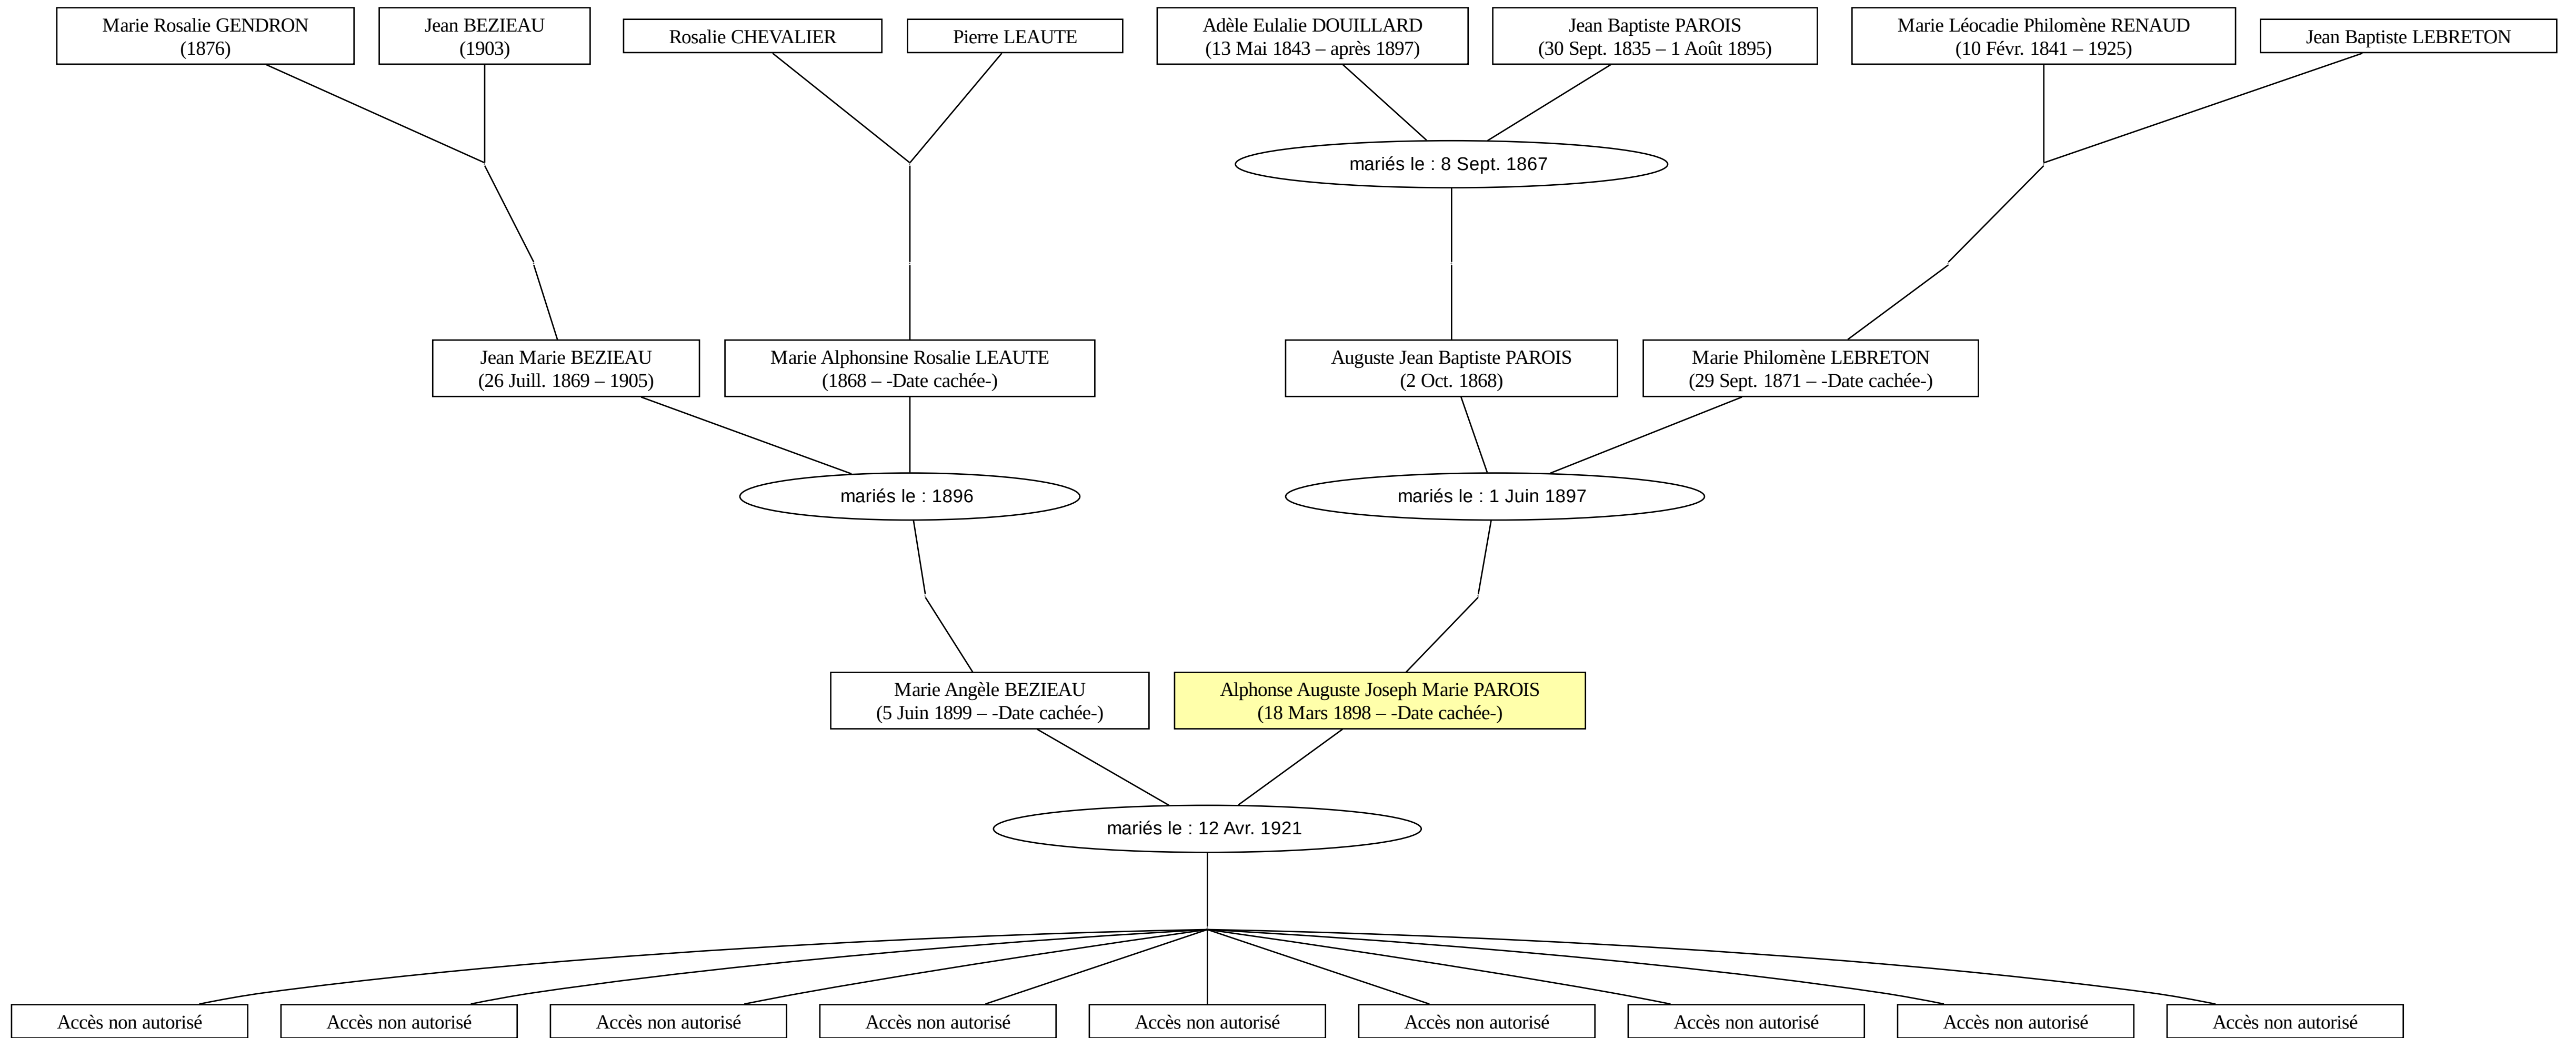 Marie Rosalie GENDRON
(1876)
Jean BEZIEAU
(1903)
Rosalie CHEVALIER
Pierre LEAUTE
Adèle Eulalie DOUILLARD
(13 Mai 1843 – après 1897)
Jean Baptiste PAROIS
(30 Sept. 1835 – 1 Août 1895)
Marie Léocadie Philomène RENAUD
(10 Févr. 1841 – 1925)
Jean Baptiste LEBRETON
mariés le : 8 Sept. 1867
Jean Marie BEZIEAU
(26 Juill. 1869 – 1905)
Marie Alphonsine Rosalie LEAUTE
(1868 – -Date cachée-)
Auguste Jean Baptiste PAROIS
(2 Oct. 1868)
Marie Philomène LEBRETON
(29 Sept. 1871 – -Date cachée-)
mariés le : 1896
mariés le : 1 Juin 1897
Marie Angèle BEZIEAU
(5 Juin 1899 – -Date cachée-)
Alphonse Auguste Joseph Marie PAROIS
(18 Mars 1898 – -Date cachée-)
mariés le : 12 Avr. 1921
Accès non autorisé
Accès non autorisé
Accès non autorisé
Accès non autorisé
Accès non autorisé
Accès non autorisé
Accès non autorisé
Accès non autorisé
Accès non autorisé